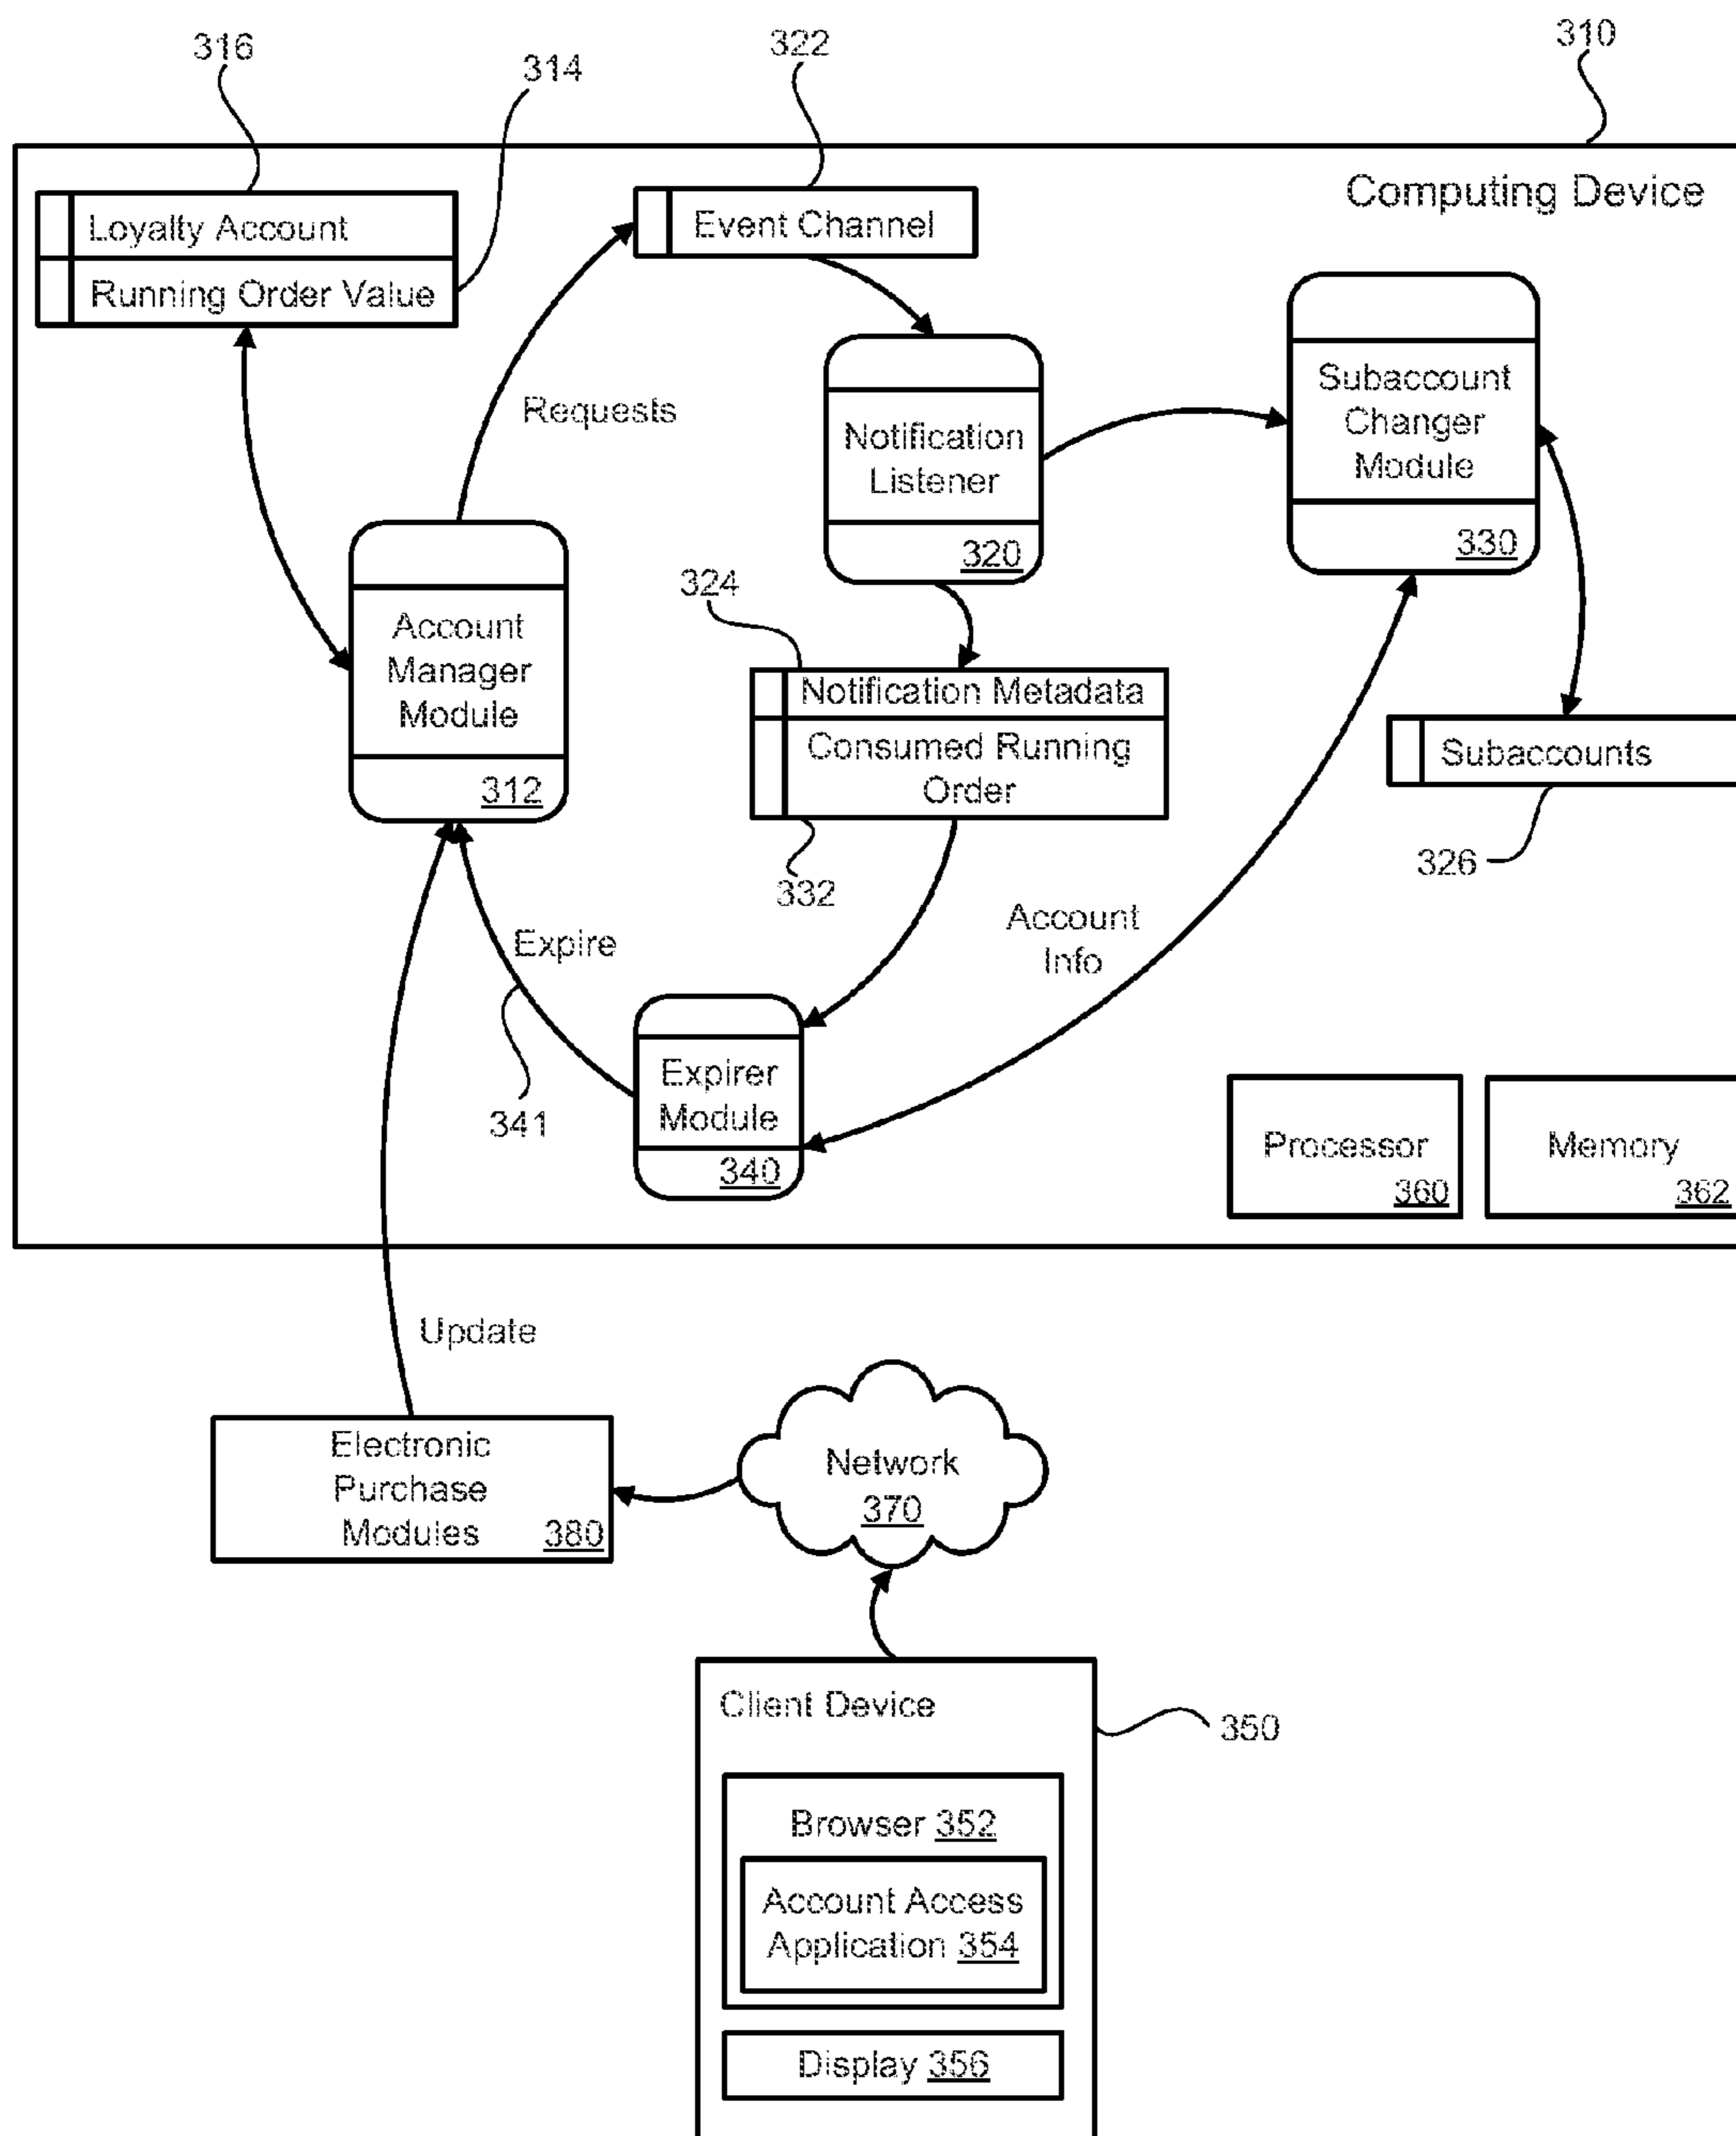 316
314
322
310
Computing Device
Loyalty Account
Running Order Value
Event Channel
Requests
Notification
Listener
320
Subaccount
Changer
Module
330
324
Account
Manager
Module
312
Notification Metadata
Consumed Running
Order
332
Subaccounts
326
Account
Info
Expire
341
Expirer
Module
340
Processor
360
Memory
362
Update
Electronic
Purchase
Modules
380
Network
370
Client Device
350
Browser 352
Account Access
Application 354
Display 356